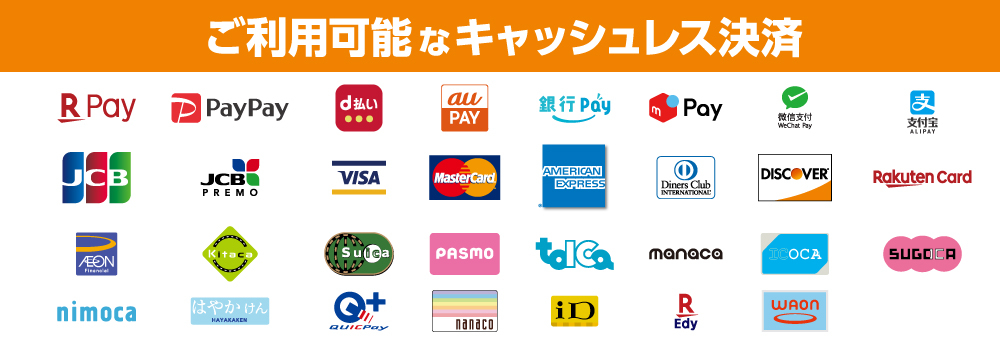 ご利用可能なキャッシュレス決済
R Pay
PayPay
d払い
au PAY
銀行Pay
m Pay
微信支付
WeChat Pay
支
支付宝
ALIPAY
JCB
JCB
PREMO
VISA
MasterCard
AMERICAN
EXPRESS
®
Diners Club
INTERNATIONAL
DISCOVER
Rakuten Card
ÆON
Financial
Kitaca
Suica
PASMO
toica
manaca
ICOCA
SUGOCA
nimoca
はやかけん
HAYAKAKEN
Q+
QUICPay
nanaco
iD
R
Edy
WAON